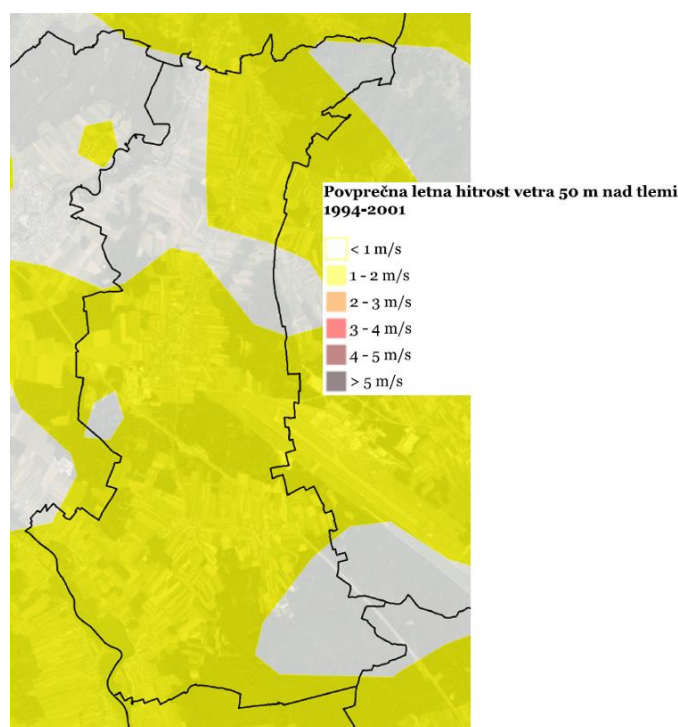 Povprečna letna hitrost vetra 50 m nad tlemi
1994-2001
< 1 m/s
1 - 2 m/s
2 - 3 m/s
3 - 4 m/s
4 - 5 m/s
> 5 m/s